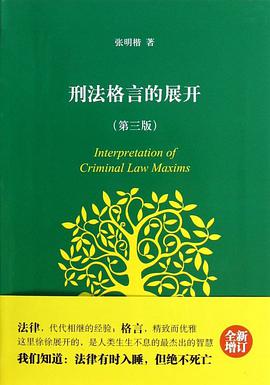 张明楷 著
刑法格言的展开
（第三版）
Interpretation of
Criminal Law Maxims
法律，代代相继的经验；格言，精致而优雅
这里徐徐展开的，是人类生生不息的最杰出的智慧
我们知道：法律有时入睡，但绝不死亡
全新
增订